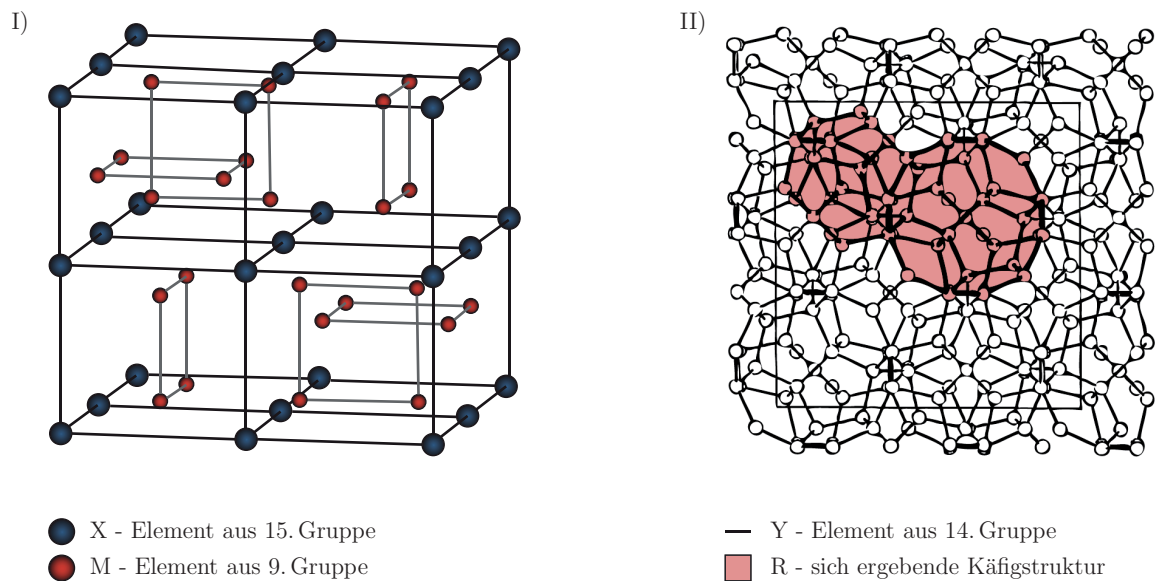 I)
II)
X - Element aus 15. Gruppe
M - Element aus 9. Gruppe
Y - Element aus 14. Gruppe
R - sich ergebende Käfigstruktur